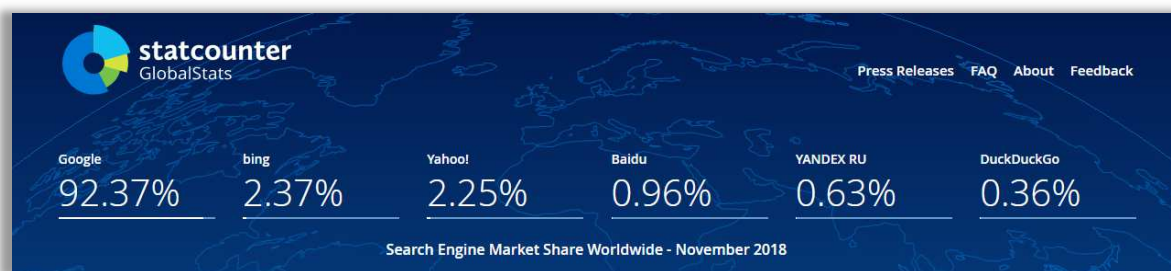 statcounter
GlobalStats
Press Releases FAQ About Feedback
Google bing Yahoo! Baidu YANDEX RU DuckDuckGo
92.37% 2.37% 2.25% 0.96% 0.63% 0.36%
Search Engine Market Share Worldwide - November 2018